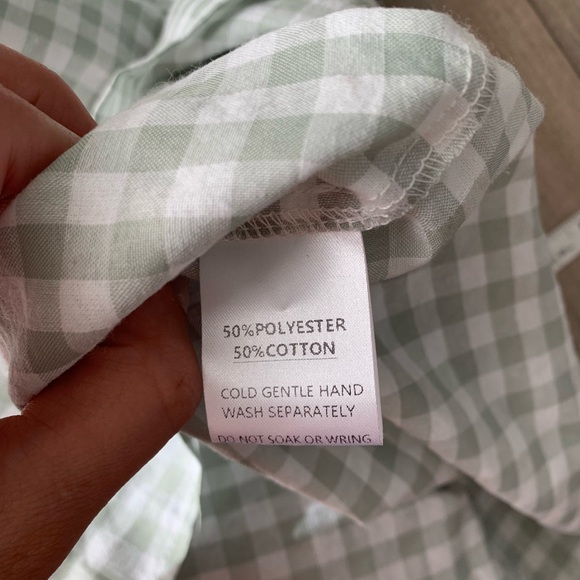 50%POLYESTER
50%COTTON
COLD GENTLE HAND
WASH SEPARATELY
DO NOT SOAK OR WRING